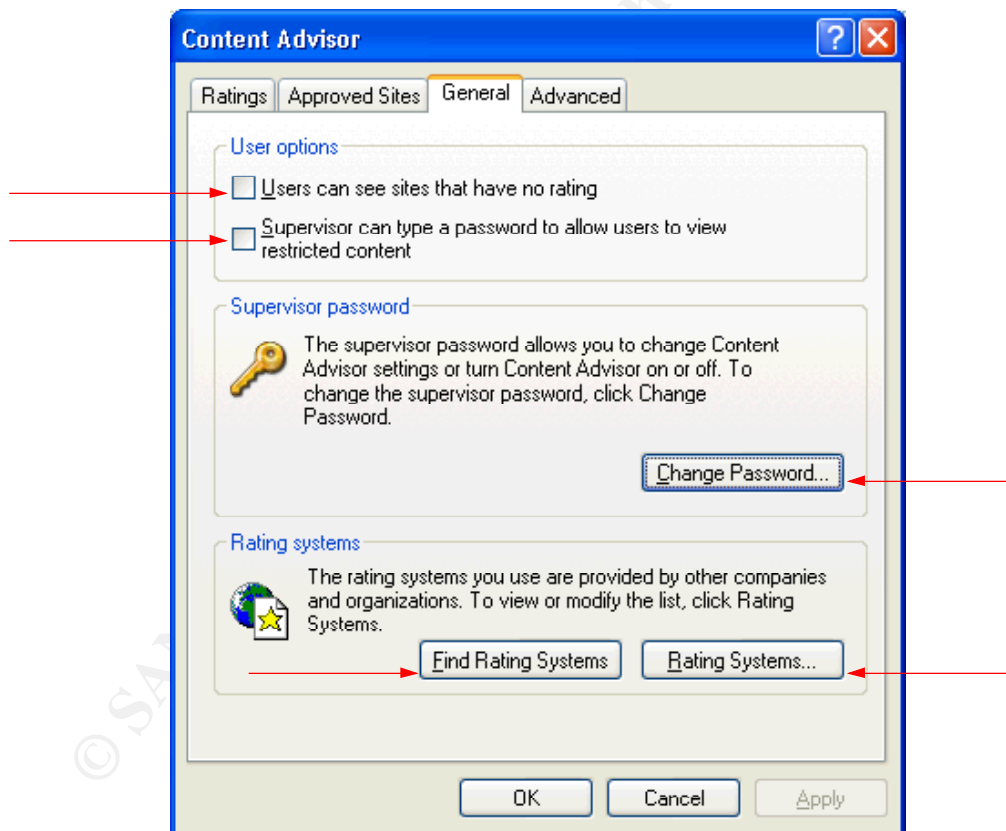 Content Advisor
Ratings Approved Sites General Advanced
User options
Users can see sites that have no rating
Supervisor can type a password to allow users to view
restricted content
Supervisor password
The supervisor password allows you to change Content
Advisor settings or turn Content Advisor on or off. To
change the supervisor password, click Change
Password.
Change Password...
Rating systems
The rating systems you use are provided by other companies
and organizations. To view or modify the list, click Rating
Systems.
Find Rating Systems Rating Systems...
OK Cancel Apply
© SAN